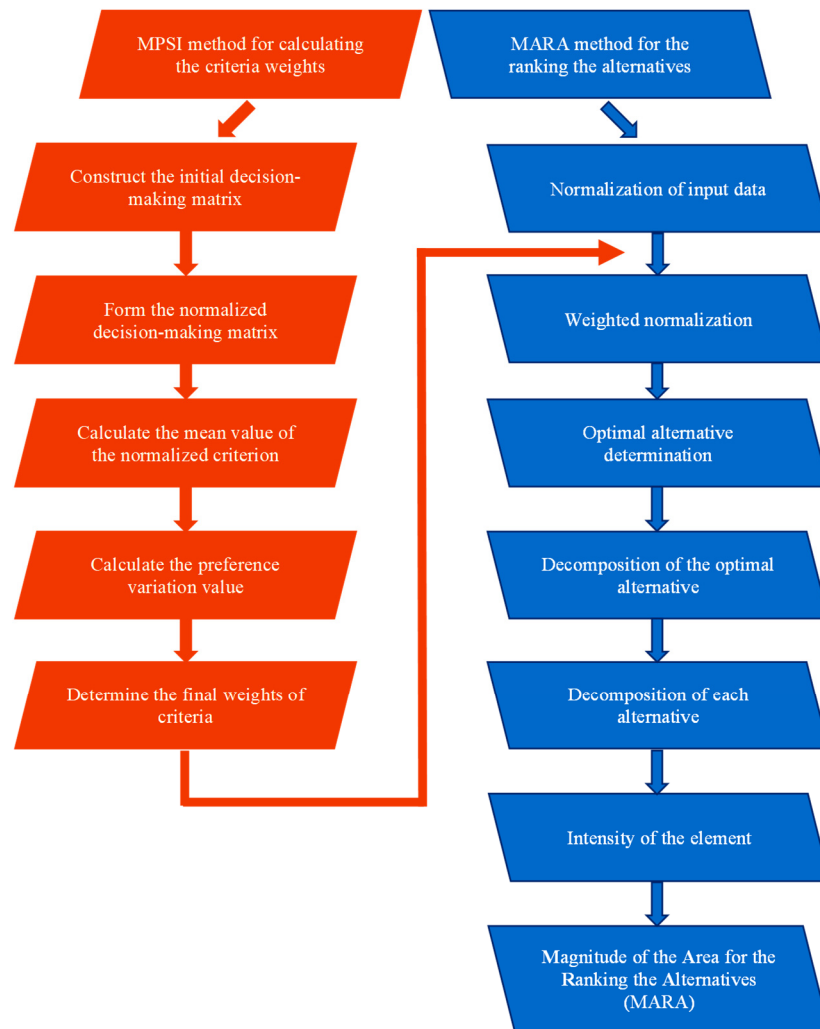 MPSI method for calculating
the criteria weights
Construct the initial decision-
making matrix
Form the normalized
decision-making matrix
Calculate the mean value of
the normalized criterion
Calculate the preference
variation value
Determine the final weights of
criteria
MARA method for the
ranking the alternatives
Normalization of input data
Weighted normalization
Optimal alternative
determination
Decomposition of the optimal
alternative
Decomposition of each
alternative
Intensity of the element
Magnitude of the Area for the
Ranking the Alternatives
(MARA)